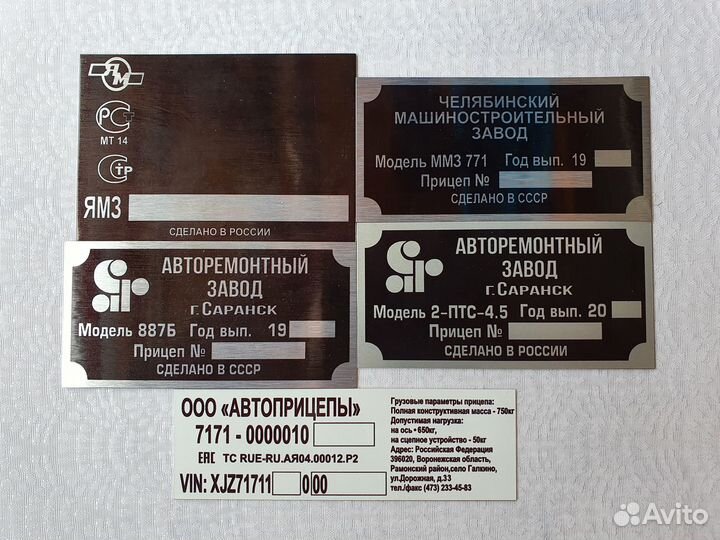 ЯМ
РСт
МТ 14
Стр
ЯМЗ
СДЕЛАНО В РОССИИ
ЧЕЛЯБИНСКИЙ
МАШИНОСТРОИТЕЛЬНЫЙ
ЗАВОД
Модель ММЗ 771 Год вып. 19
Прицеп №
СДЕЛАНО В СССР
АВТОРЕМОНТНЫЙ
ЗАВОД
г. САРАНСК
Модель 887Б Год вып. 19
Прицеп №
СДЕЛАНО В СССР
АВТОРЕМОНТНЫЙ
ЗАВОД
г. САРАНСК
Модель 2-ПТС-4.5 Год вып. 20
Прицеп №
СДЕЛАНО В РОССИИ
ООО «АВТОПРИЦЕПЫ»
7171 - 0000010
ЕАС ТС RUE-RU.АЯ04.00012.Р2
VIN: XJZ71711 0 00
Грузовые параметры прицепа:
Полная конструктивная масса - 750кг
Допустимая нагрузка:
на ось • 650кг,
на сцепное устройство - 50кг
Адрес: Российская Федерация
396020, Воронежская область,
Рамонский район,село Галкино,
ул.Дорожная, д.33
тел./факс (473) 233-45-83
Avito